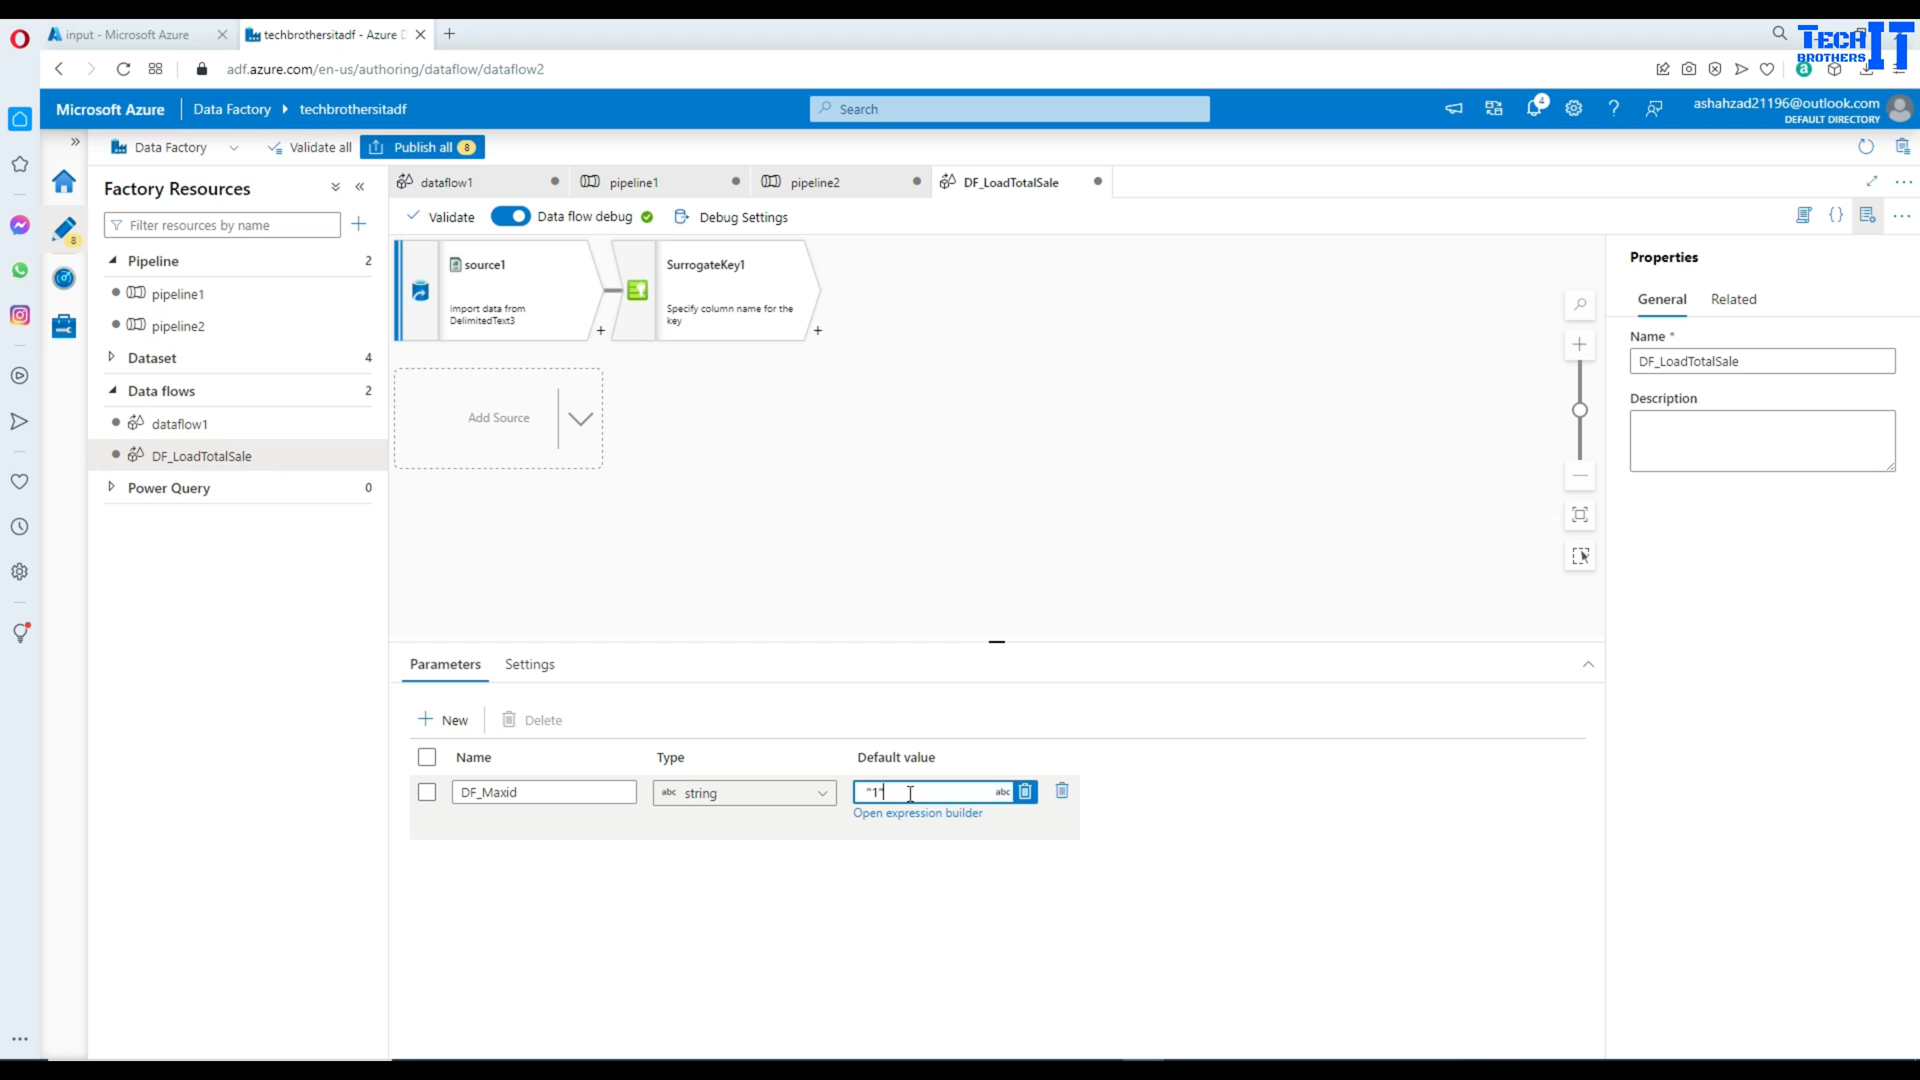 input - Microsoft Azure
techbrothersitadf - Azure D
TECH IT
BROTHERS
adf.azure.com/en-us/authoring/dataflow/dataflow2
a
Microsoft Azure
Data Factory
techbrothersitadf
Search
4
?
ashahzad21196@outlook.com
DEFAULT DIRECTORY
Data Factory
Validate all
Publish all 8
Factory Resources
dataflow1
pipeline1
pipeline2
DF_LoadTotalSale
Filter resources by name
8
Validate
Data flow debug
Debug Settings
Pipeline 2
pipeline1
pipeline2
Dataset 4
Data flows 2
dataflow1
DF_LoadTotalSale
Power Query 0
source1
Import data from
DelimitedText3
SurrogateKey1
Specify column name for the
key
Add Source
Properties
General
Related
Name *
DF_LoadTotalSale
Description
Parameters
Settings
New
Delete
Name
Type
Default value
DF_Maxid
abc string
"1"
abc
Open expression builder